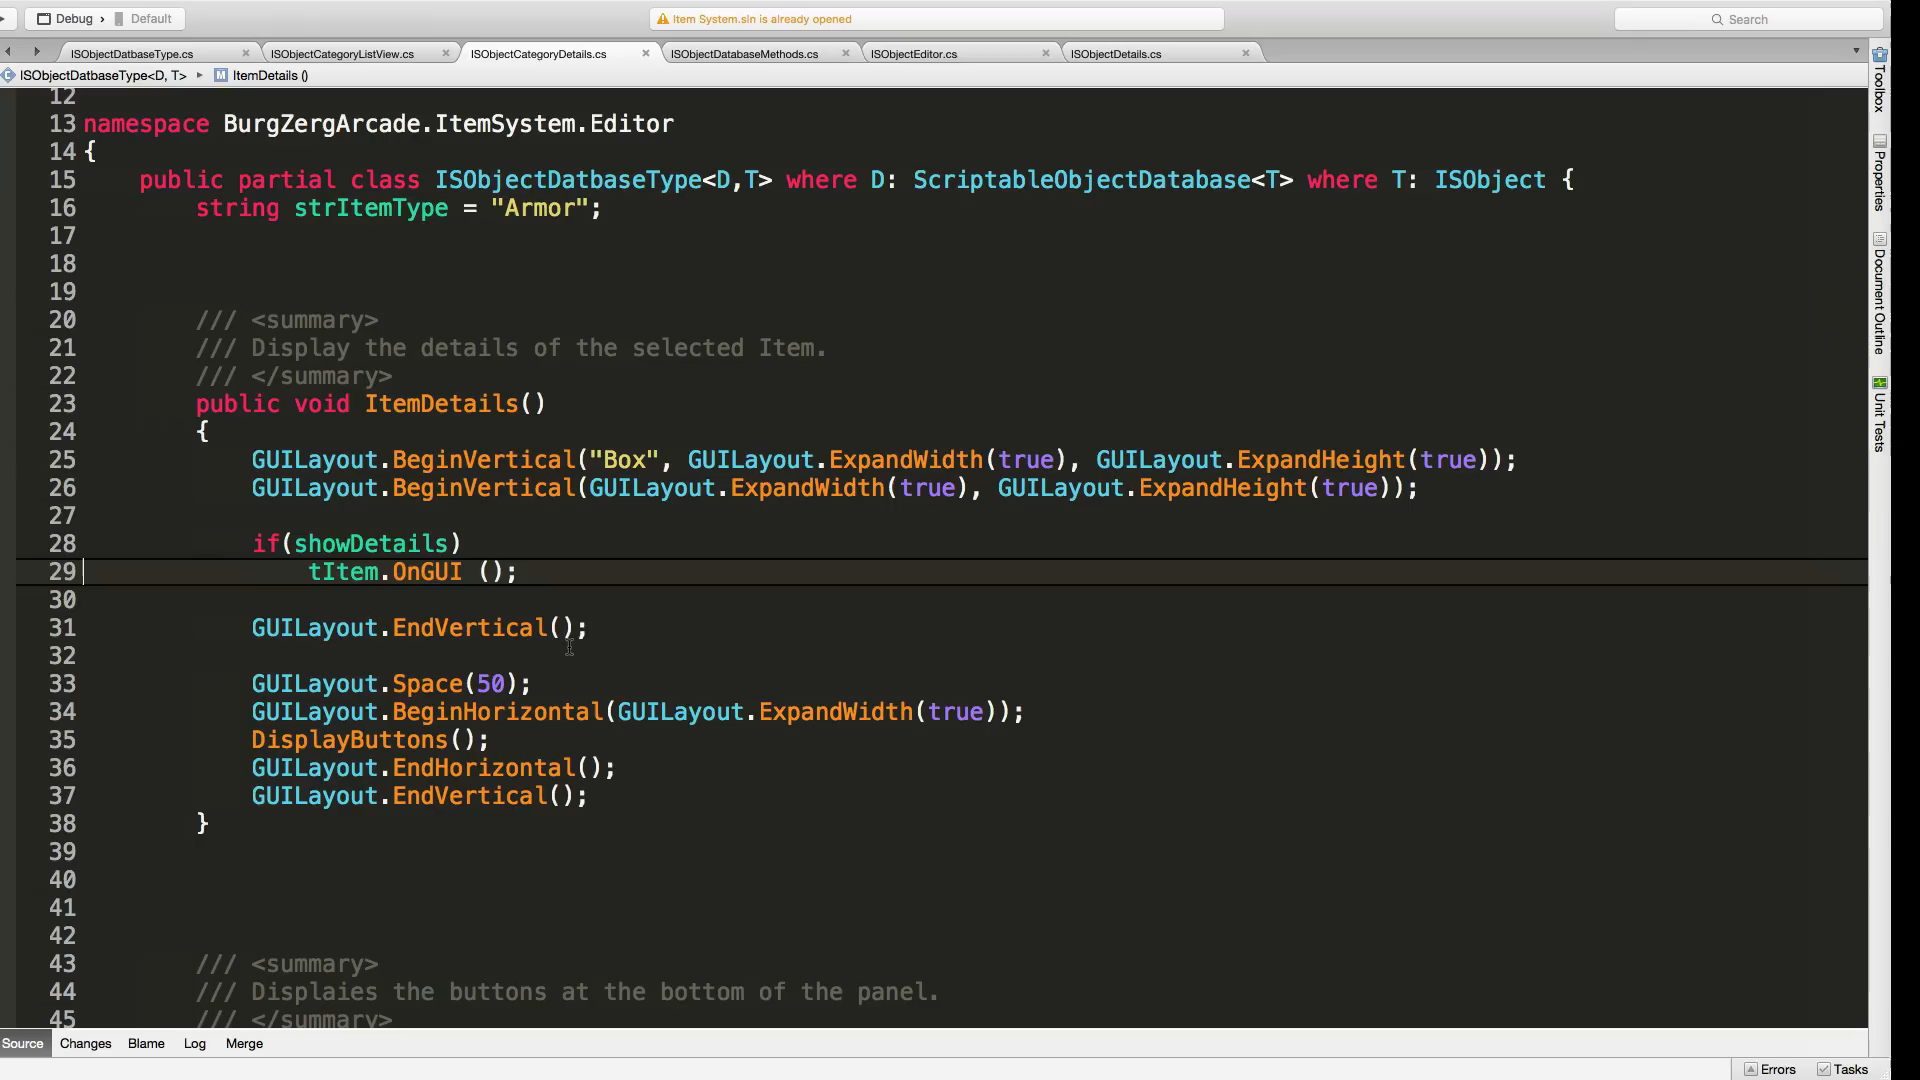 Debug › Default
Item System.sln is already opened
Search
ISObjectDatbaseType.cs
ISObjectCategoryListView.cs
ISObjectCategoryDetails.cs
ISObjectDatabaseMethods.cs
ISObjectEditor.cs
ISObjectDetails.cs
ISObjectDatbaseType<D, T> ▸ M ItemDetails ()
12
13 namespace BurgZergArcade.ItemSystem.Editor
14 {
15 public partial class ISObjectDatbaseType<D,T> where D: ScriptableObjectDatabase<T> where T: ISObject {
16 string strItemType = "Armor";
17
18
19
20 /// <summary>
21 /// Display the details of the selected Item.
22 /// </summary>
23 public void ItemDetails()
24 {
25 GUILayout.BeginVertical("Box", GUILayout.ExpandWidth(true), GUILayout.ExpandHeight(true));
26 GUILayout.BeginVertical(GUILayout.ExpandWidth(true), GUILayout.ExpandHeight(true));
27
28 if(showDetails)
29 tItem.OnGUI ();
30
31 GUILayout.EndVertical();
32
33 GUILayout.Space(50);
34 GUILayout.BeginHorizontal(GUILayout.ExpandWidth(true));
35 DisplayButtons();
36 GUILayout.EndHorizontal();
37 GUILayout.EndVertical();
38 }
39
40
41
42
43 /// <summary>
44 /// Displaies the buttons at the bottom of the panel.
45 /// </summary>
Toolbox
Properties
Document Outline
Unit Tests
Source Changes Blame Log Merge
Errors Tasks